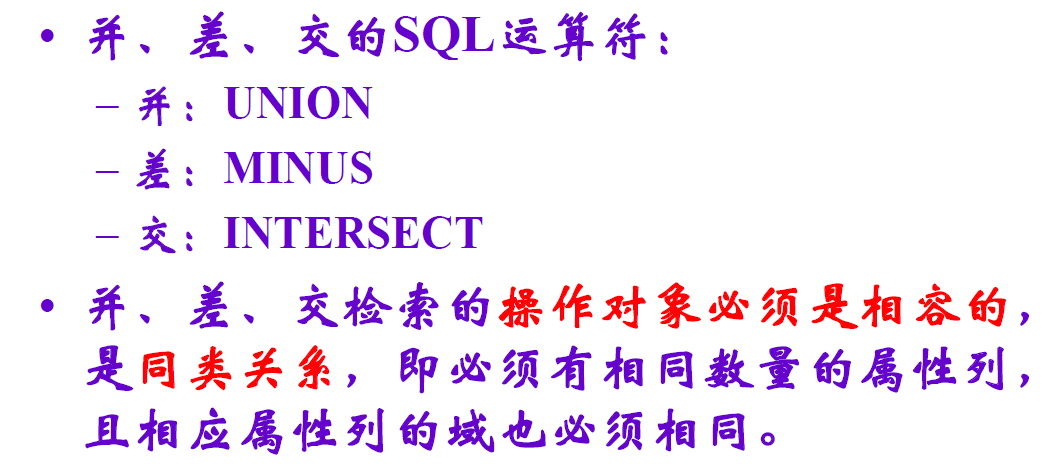 • 并、差、交的SQL运算符：
– 并：UNION
– 差：MINUS
– 交：INTERSECT
• 并、差、交检索的操作对象必须是相容的，
是同类关系，即必须有相同数量的属性列，
且相应属性列的域也必须相同。